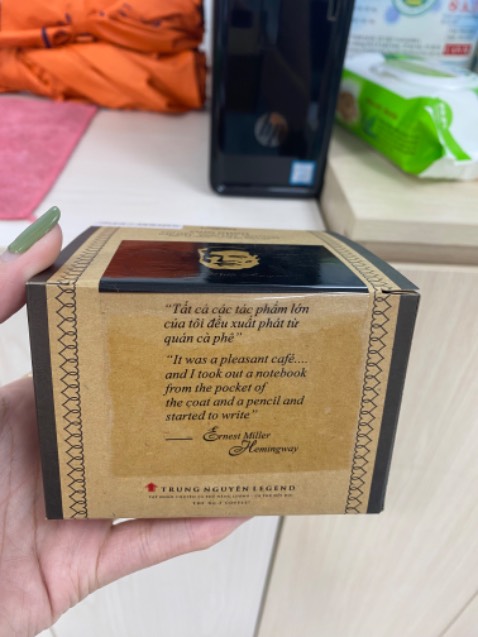 "Tất cả các tác phẩm lớn
của tôi đều xuất phát từ
quán cà phê"
"It was a pleasant café....
and I took out a notebook
from the pocket of
the coat and a pencil and
started to write"
Ernest Miller
Hemingway
TRUNG NGUYÊN LEGEND
hp